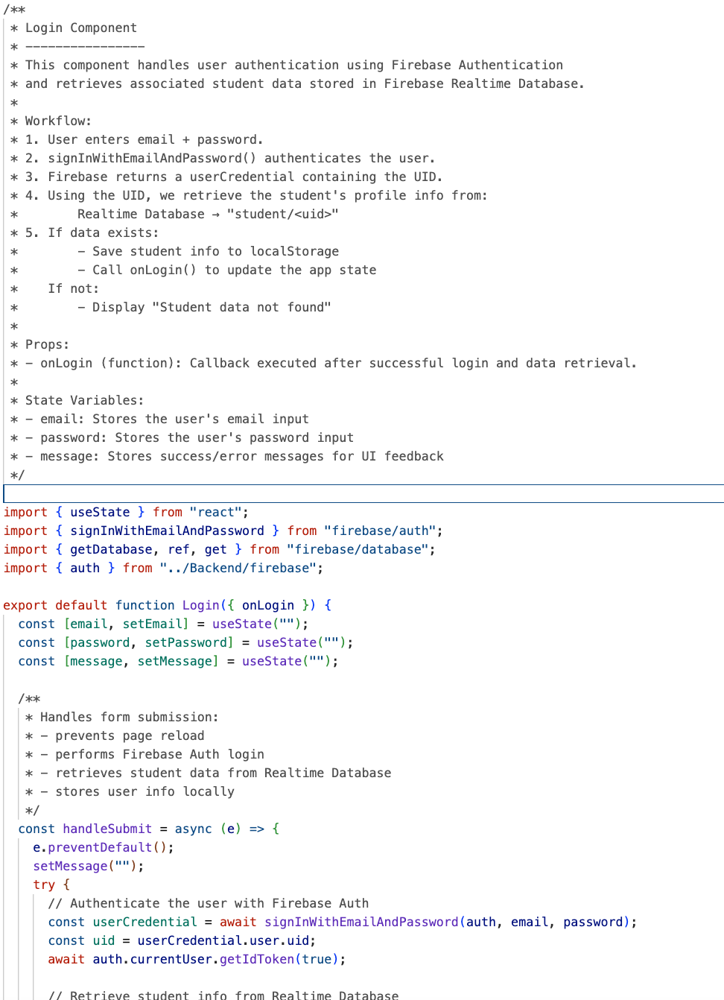 /**
* Login Component
* ----------------
* This component handles user authentication using Firebase Authentication
* and retrieves associated student data stored in Firebase Realtime Database.
*
* Workflow:
* 1. User enters email + password.
* 2. signInWithEmailAndPassword() authenticates the user.
* 3. Firebase returns a userCredential containing the UID.
* 4. Using the UID, we retrieve the student's profile info from:
*        Realtime Database → "student/<uid>"
* 5. If data exists:
*        - Save student info to localStorage
*        - Call onLogin() to update the app state
*    If not:
*        - Display "Student data not found"
*
* Props:
* - onLogin (function): Callback executed after successful login and data retrieval.
*
* State Variables:
* - email: Stores the user's email input
* - password: Stores the user's password input
* - message: Stores success/error messages for UI feedback
*/
import { useState } from "react";
import { signInWithEmailAndPassword } from "firebase/auth";
import { getDatabase, ref, get } from "firebase/database";
import { auth } from "../Backend/firebase";
export default function Login({ onLogin }) {
  const [email, setEmail] = useState("");
  const [password, setPassword] = useState("");
  const [message, setMessage] = useState("");
  /**
   * Handles form submission:
   * - prevents page reload
   * - performs Firebase Auth login
   * - retrieves student data from Realtime Database
   * - stores user info locally
   */
  const handleSubmit = async (e) => {
    e.preventDefault();
    setMessage("");
    try {
      // Authenticate the user with Firebase Auth
      const userCredential = await signInWithEmailAndPassword(auth, email, password);
      const uid = userCredential.user.uid;
      await auth.currentUser.getIdToken(true);
      // Retrieve student info from Realtime Database